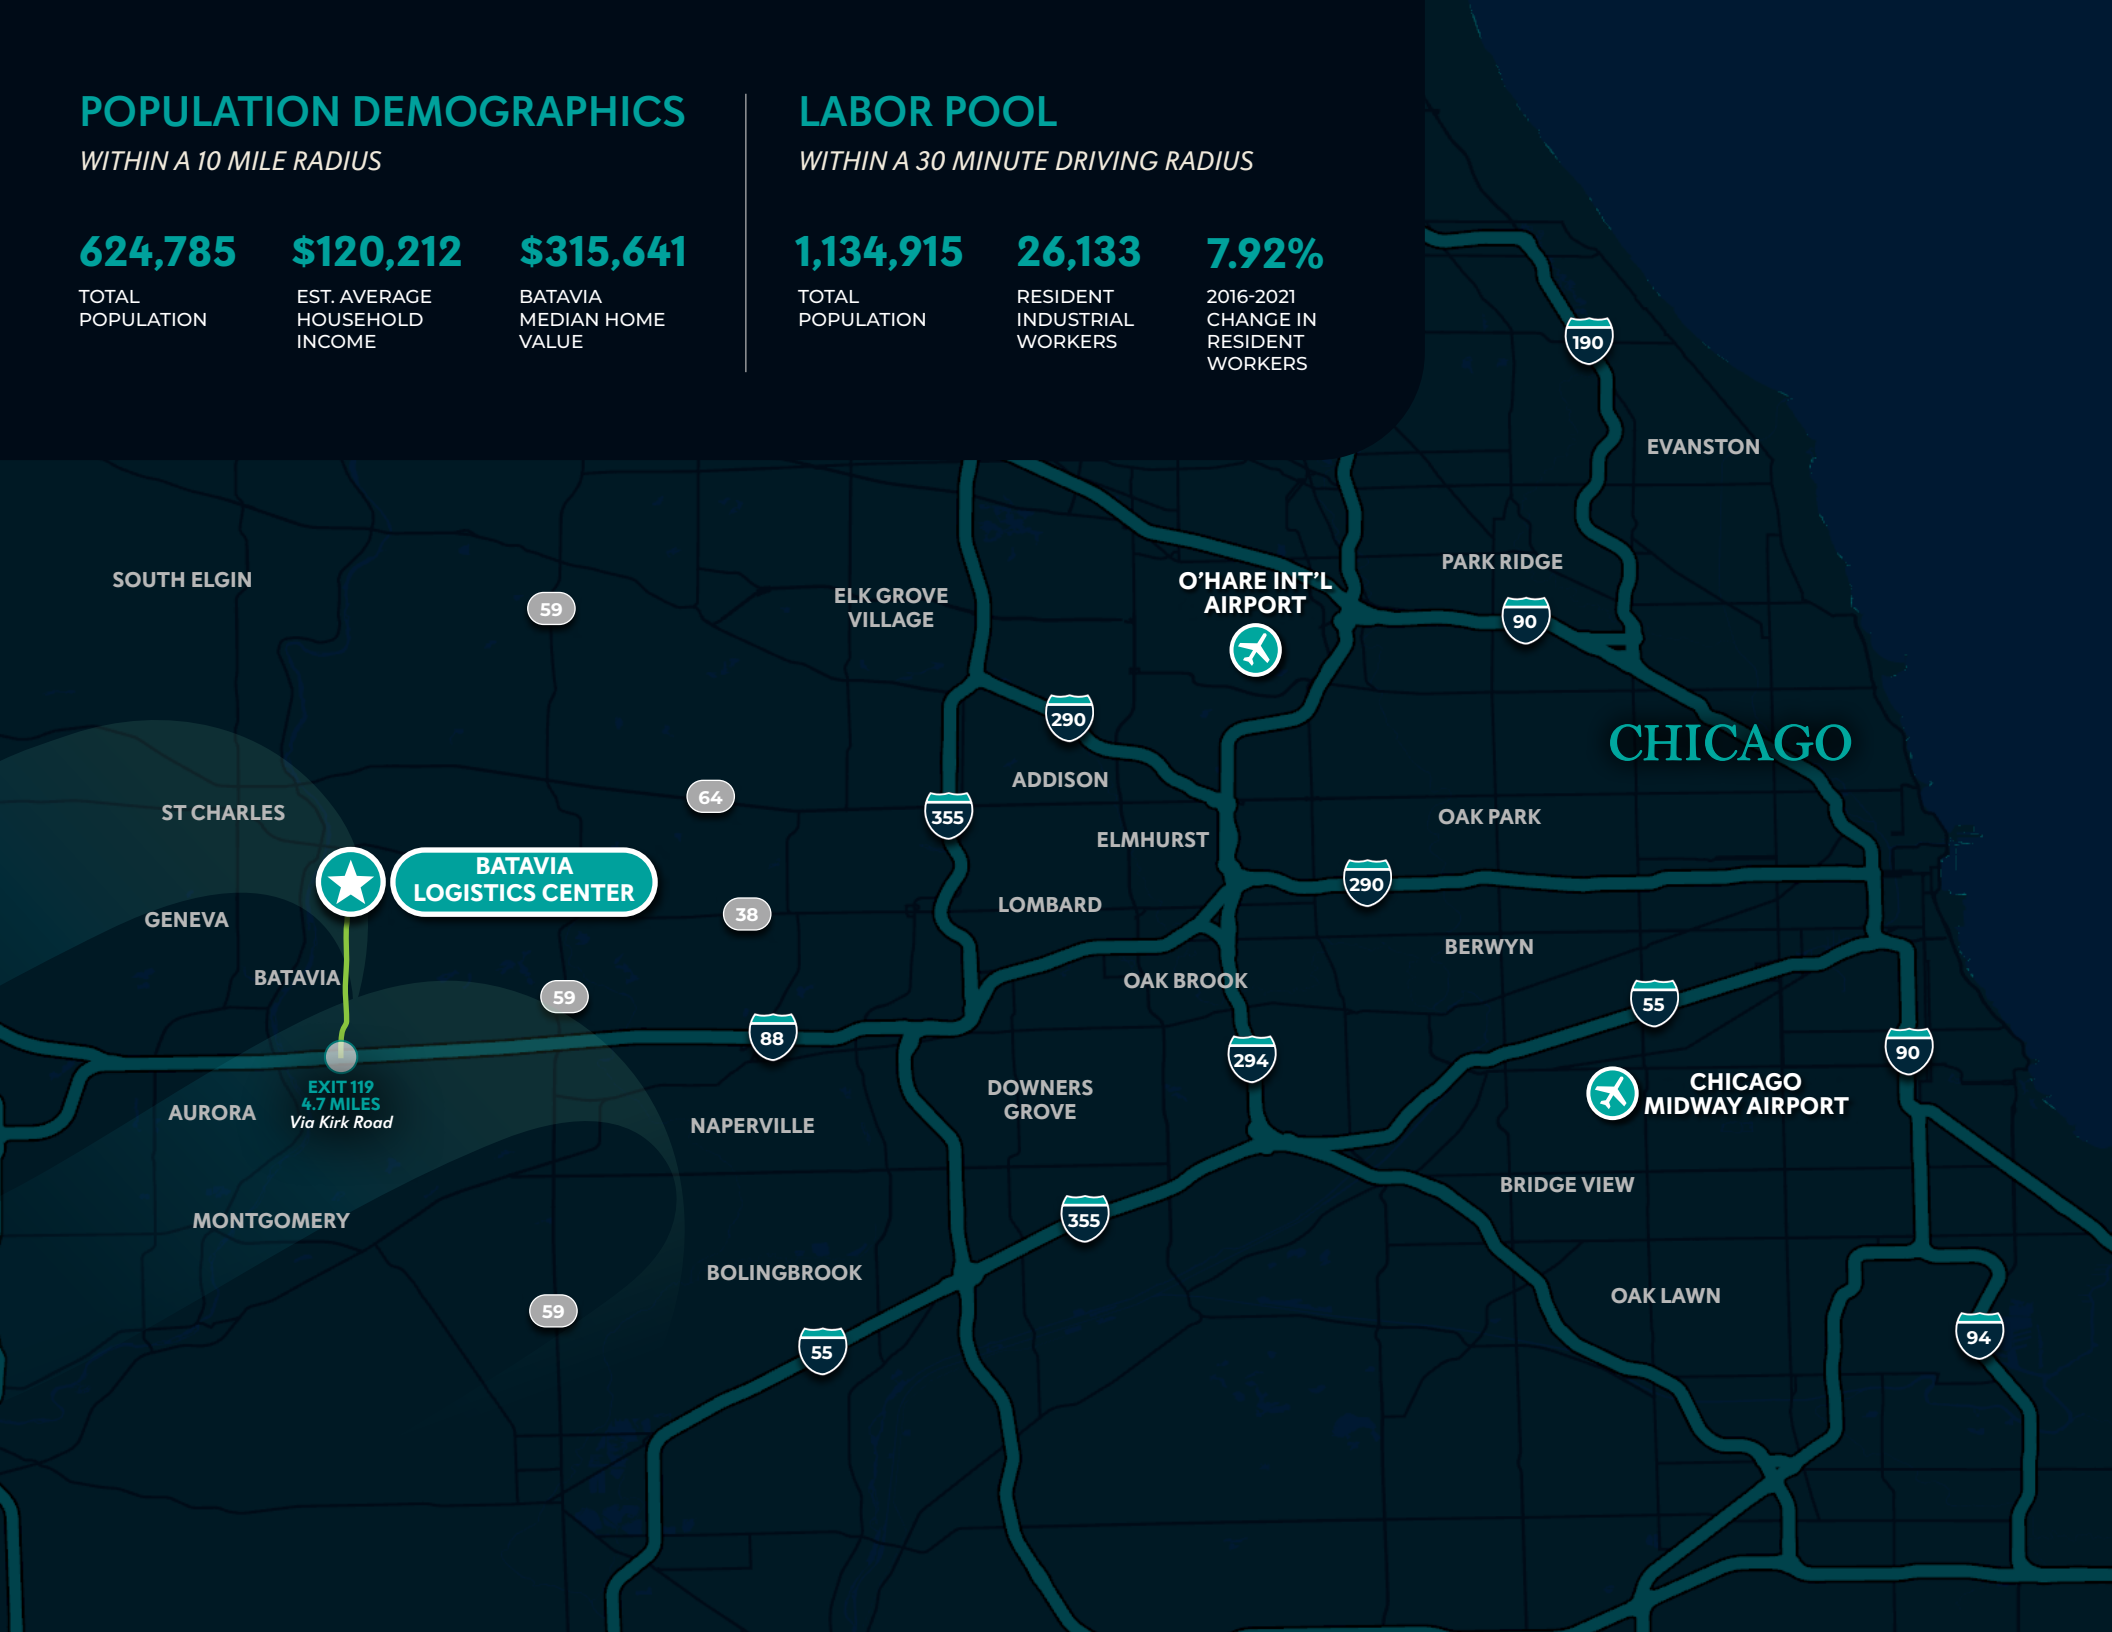 POPULATION DEMOGRAPHICS
WITHIN A 10 MILE RADIUS
624,785
TOTAL
POPULATION
$120,212
EST. AVERAGE
HOUSEHOLD
INCOME
$315,641
BATAVIA
MEDIAN HOME
VALUE
LABOR POOL
WITHIN A 30 MINUTE DRIVING RADIUS
1,134,915
TOTAL
POPULATION
26,133
RESIDENT
INDUSTRIAL
WORKERS
7.92%
2016-2021
CHANGE IN
RESIDENT
WORKERS
190
EVANSTON
PARK RIDGE
SOUTH ELGIN
59
ELK GROVE
VILLAGE
O'HARE INT'L
AIRPORT
90
290
CHICAGO
ADDISON
64
355
ST CHARLES
OAK PARK
ELMHURST
BATAVIA
LOGISTICS CENTER
290
LOMBARD
38
GENEVA
BERWYN
BATAVIA
OAK BROOK
59
55
88
294
90
CHICAGO
MIDWAY AIRPORT
EXIT 119
4.7 MILES
Via Kirk Road
DOWNERS
GROVE
AURORA
NAPERVILLE
BRIDGE VIEW
MONTGOMERY
355
BOLINGBROOK
OAK LAWN
59
94
55